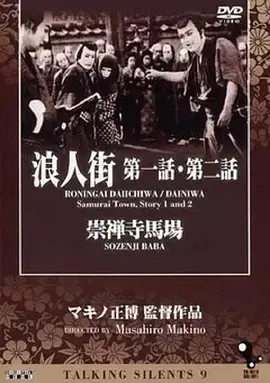 DVD
VIDEO
浪人街 第一話・第二話
RONINGAI DAIICHIWA / DAINIWA
Samurai Town, Story 1 and 2
崇禅寺馬場
SOZENJI BABA
マキノ正博 監督作品
DIRECTED BY Masahiro Makino
TALKING SILENTS 9